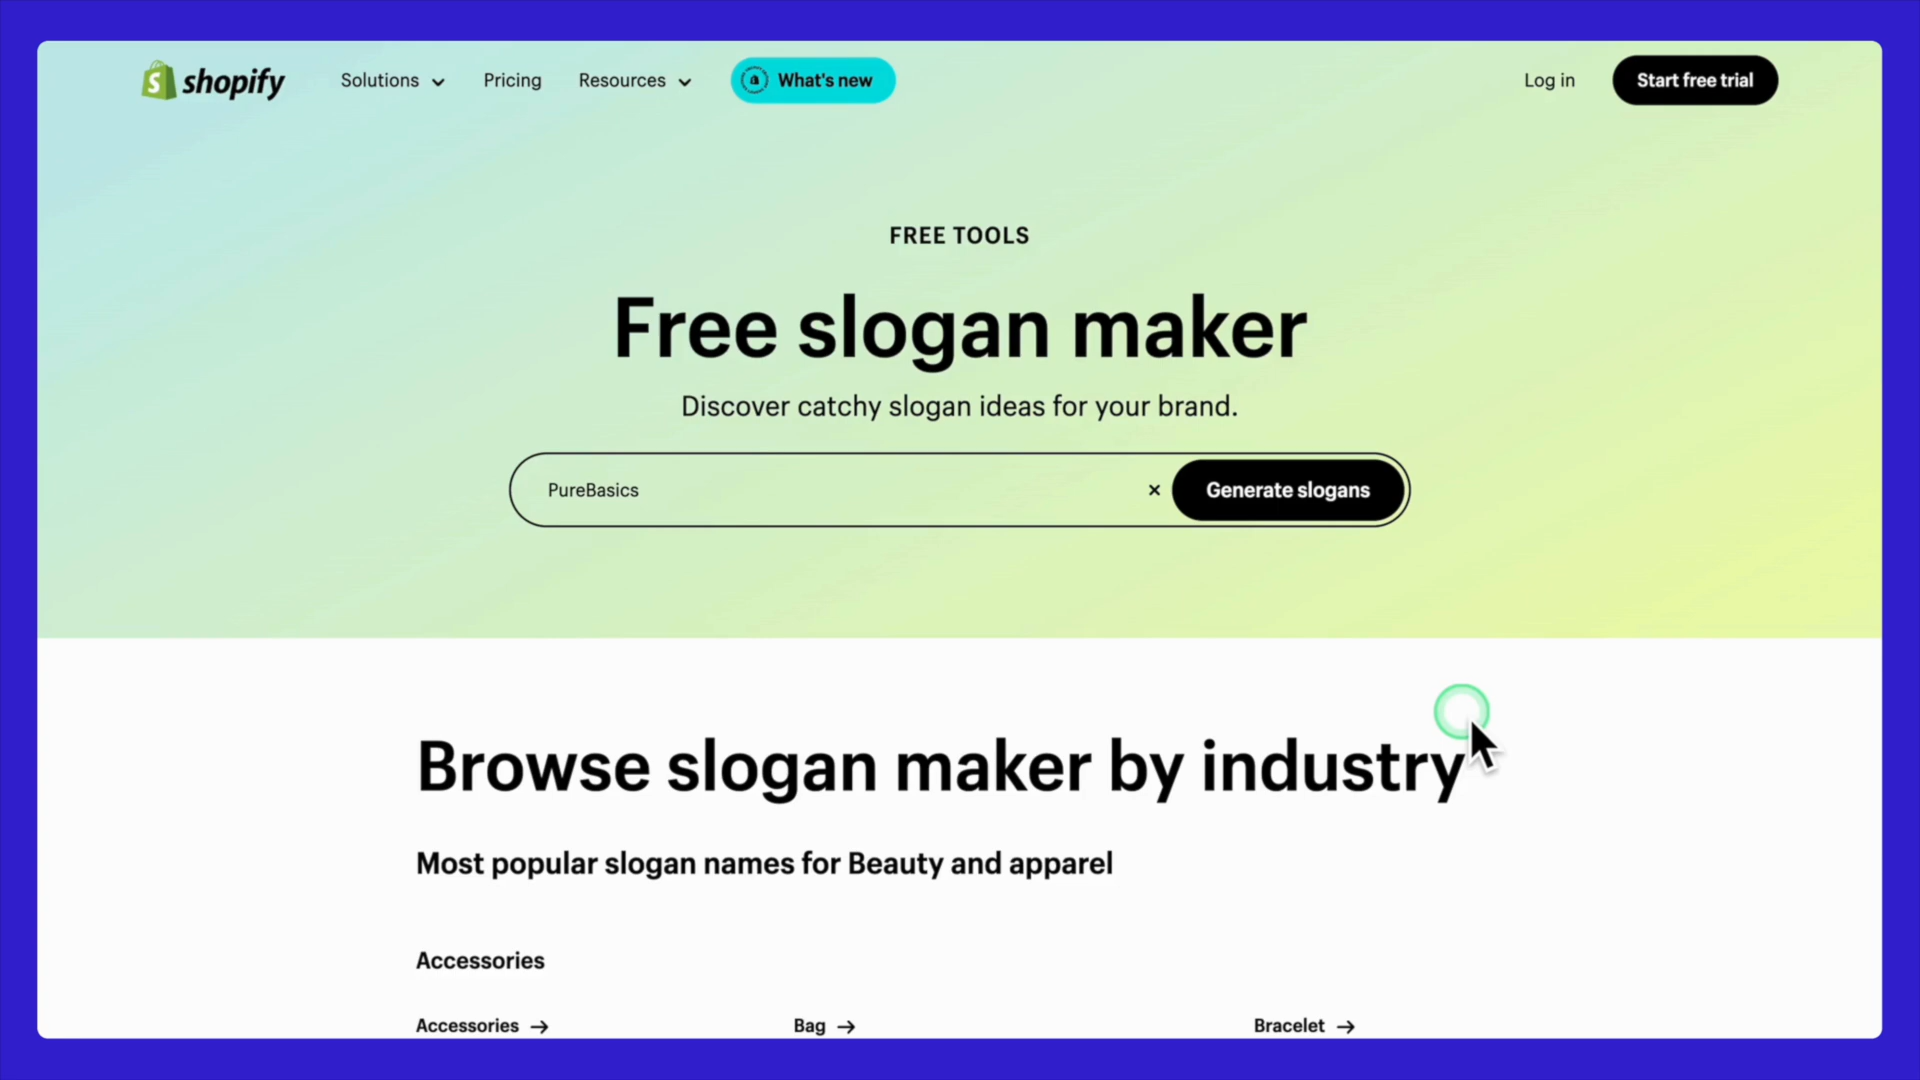 shopify Solutions Pricing Resources What's new Log in Start free trial
FREE TOOLS
Free slogan maker
Discover catchy slogan ideas for your brand.
PureBasics × Generate slogans
Browse slogan maker by industry
Most popular slogan names for Beauty and apparel
Accessories
Accessories → Bag → Bracelet →